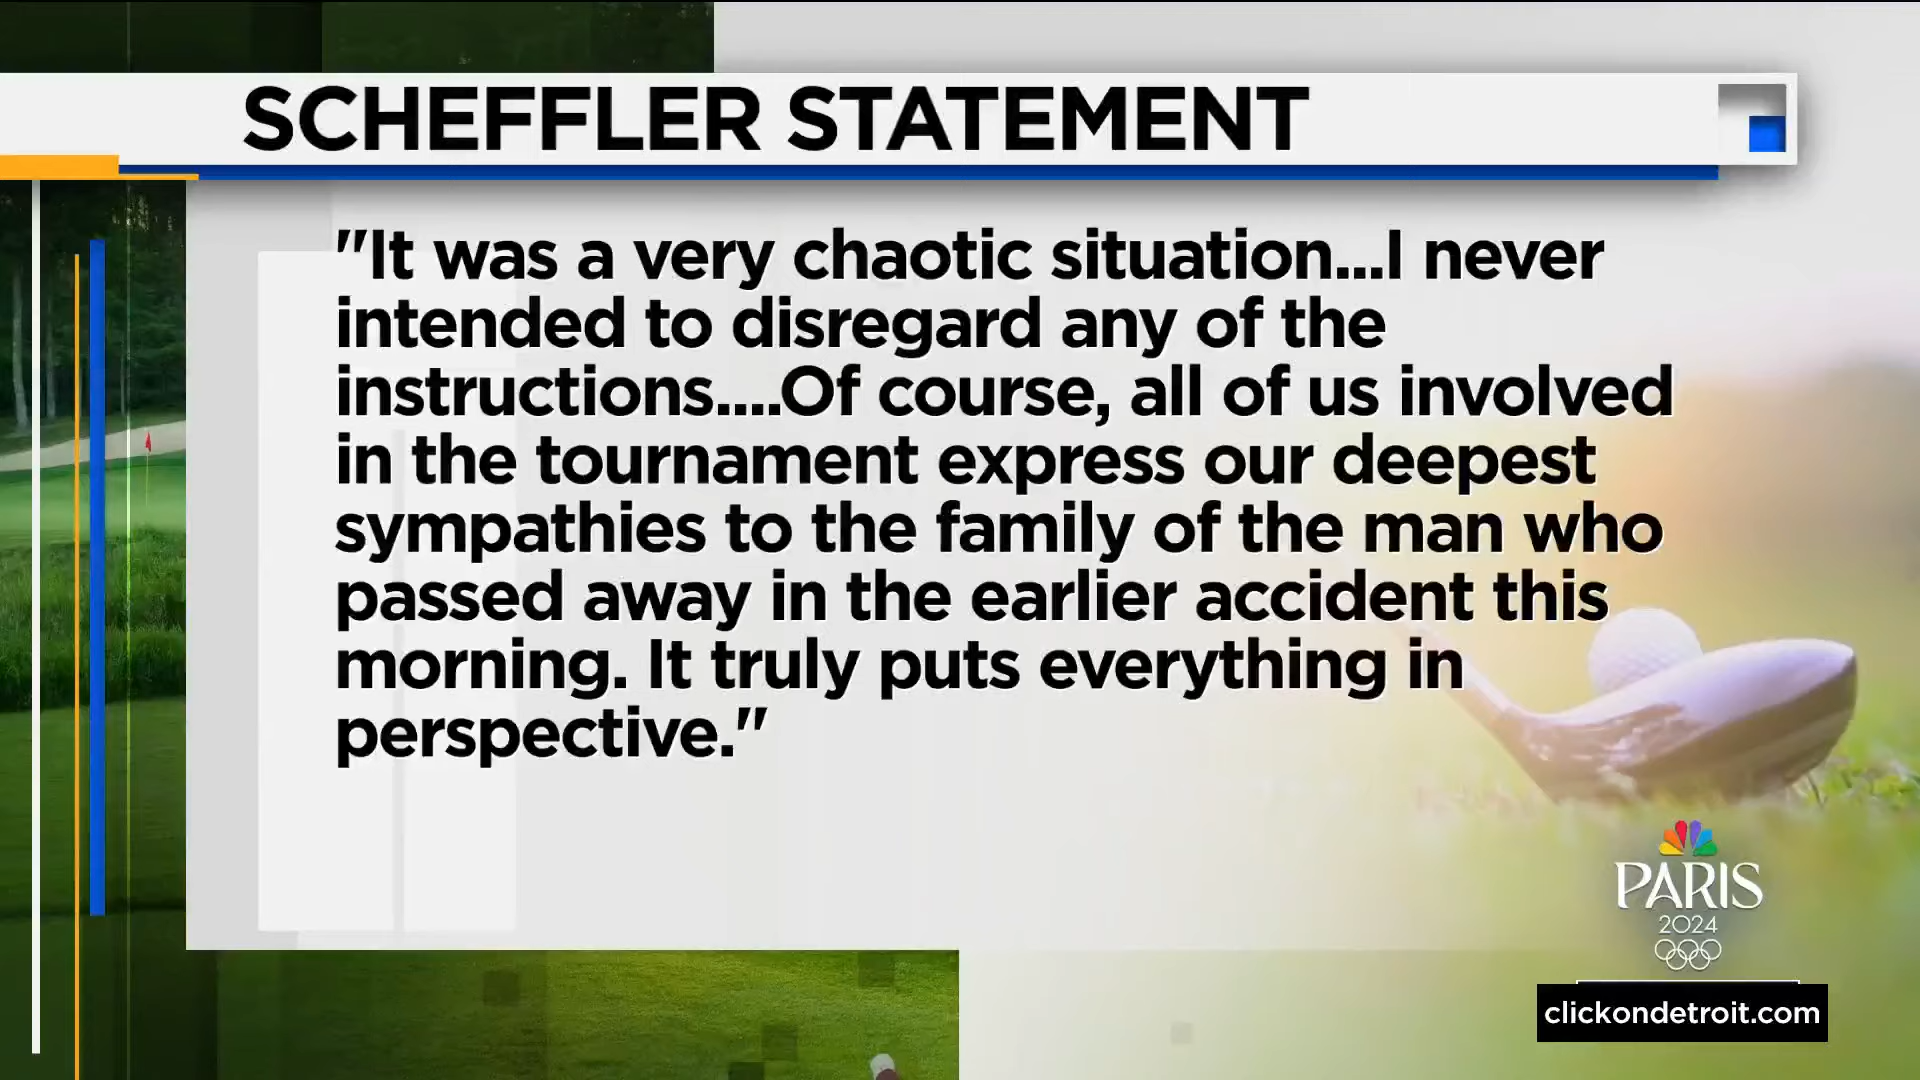 SCHEFFLER STATEMENT
"It was a very chaotic situation...I never
intended to disregard any of the
instructions....Of course, all of us involved
in the tournament express our deepest
sympathies to the family of the man who
passed away in the earlier accident this
morning. It truly puts everything in
perspective."
PARIS
2024
clickondetroit.com